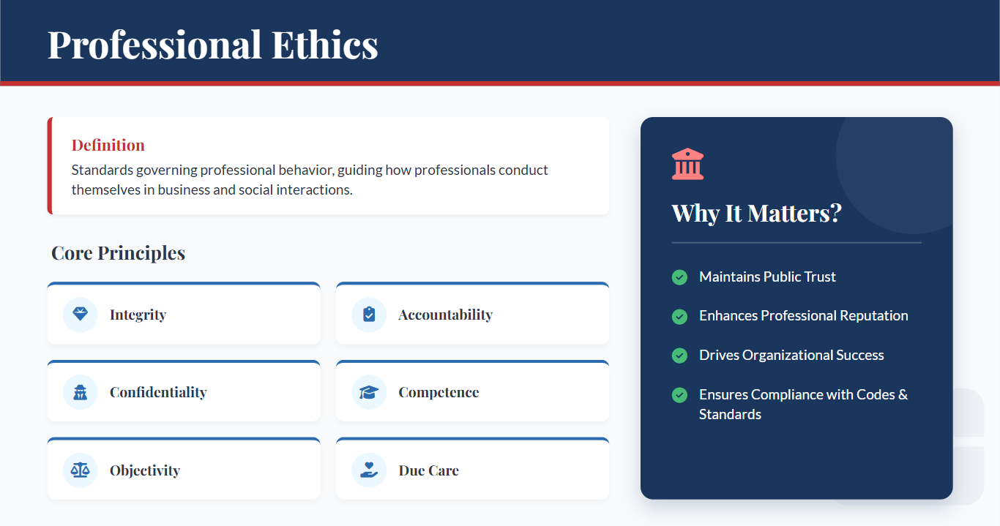 Professional Ethics
Definition
Standards governing professional behavior, guiding how professionals conduct
themselves in business and social interactions.
Core Principles
Integrity
Accountability
Confidentiality
Competence
Objectivity
Due Care
Why It Matters?
Maintains Public Trust
Enhances Professional Reputation
Drives Organizational Success
Ensures Compliance with Codes &
Standards